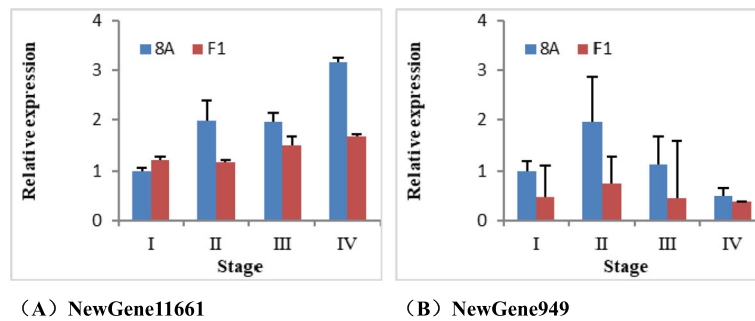 4
3
2
1
0
Relative expression
8A F1
I II III IV
Stage
4
3
2
1
0
Relative expression
8A F1
I II III IV
Stage
（A）NewGene11661
（B）NewGene949